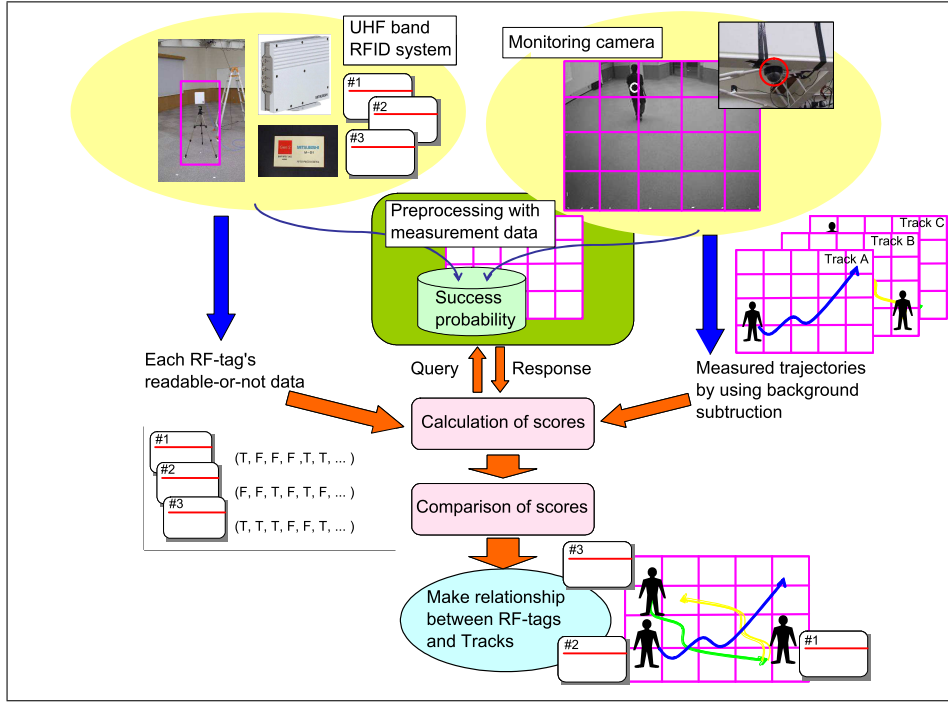 UHF band
RFID system
Monitoring camera
#1
#2
#3
MITSUBISHI
Preprocessing with
measurement data
Success
probability
Track C
Track B
Track A
Each RF-tag's
readable-or-not data
Query
Response
Measured trajectories
by using background
subtruction
Calculation of scores
#1
(T, F, F, F ,T, T, ... )
#2
(F, F, T, F, T, F, ... )
#3
(T, T, T, F, F, T, ... )
Comparison of scores
Make relationship
between RF-tags
and Tracks
#3
#2
#1